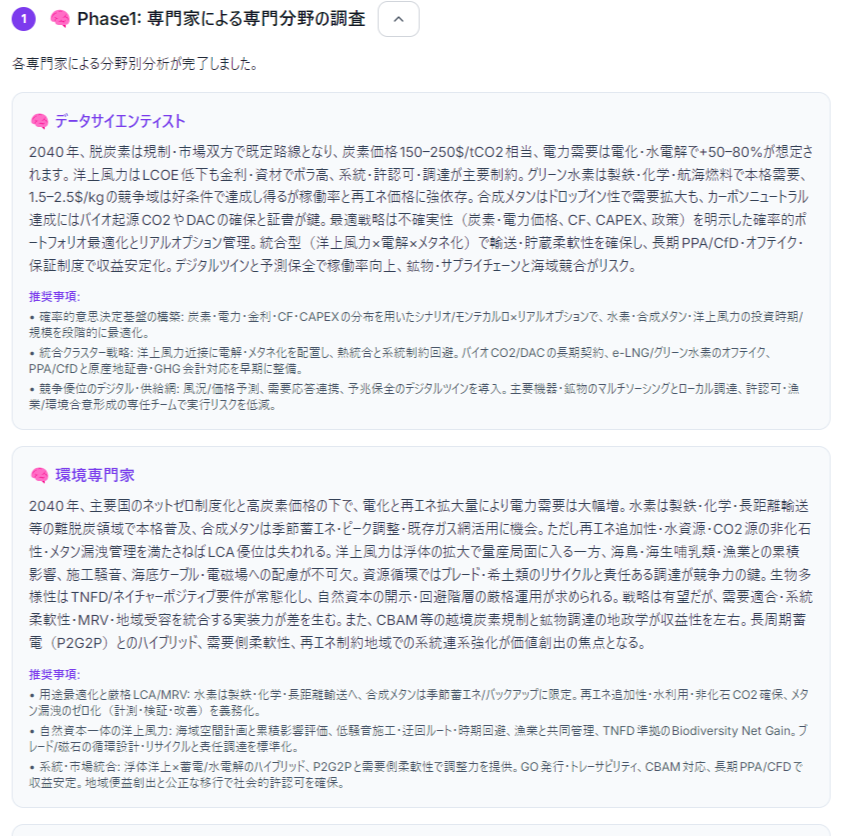 1 Phase1: 専門家による専門分野の調査
各専門家による分野別分析が完了しました。
データサイエンティスト
2040年、脱炭素は規制・市場双方で既定路線となり、炭素価格150–250$/tCO2相当、電力需要は電化・水電解で+50–80%が想定さ
れます。洋上風力はLCOE低下も金利・資材でボラ高、系統・許認可・調達が主要制約。グリーン水素は製鉄・化学・航海燃料で本格需要、
1.5–2.5$/kgの競争域は好条件で達成し得るが稼働率と再エネ価格に強依存。合成メタンはドロップイン性で需要拡大も、カーボンニュートラル
達成にはバイオ起源CO2やDACの確保と証書が鍵。最適戦略は不確実性（炭素・電力価格、CF、CAPEX、政策）を明示した確率的ポ
ートフォリオ最適化とリアルオプション管理。統合型（洋上風力×電解×メタネ化）で輸送・貯蔵柔軟性を確保し、長期PPA/CfD・オフテイク・
保証制度で収益安定化。デジタルツインと予測保全で稼働率向上、鉱物・サプライチェーンと海域競合がリスク。
推奨事項:
• 確率的意思決定基盤の構築: 炭素・電力・金利・CF・CAPEXの分布を用いたシナリオ/モンテカルロ×リアルオプションで、水素・合成メタン・洋上風力の投資時期/
規模を段階的に最適化。
• 統合クラスター戦略: 洋上風力近接に電解・メタネ化を配置し、熱統合と系統制約回避。バイオCO2/DACの長期契約、e-LNG/グリーン水素のオフテイク、
PPA/CfDと原産地証書・GHG会計対応を早期に整備。
• 競争優位のデジタル・供給網: 風況/価格予測、需要応答連携、予兆保全のデジタルツインを導入。主要機器・鉱物のマルチソーシングとローカル調達、許認可・漁
業/環境合意形成の専任チームで実行リスクを低減。
環境専門家
2040年、主要国のネットゼロ制度化と高炭素価格の下で、電化と再エネ拡大量により電力需要は大幅増。水素は製鉄・化学・長距離輸送
等の難脱炭領域で本格普及、合成メタンは季節蓄エネ・ピーク調整・既存ガス網活用に機会。ただし再エネ追加性・水資源・CO2源の非化石
性・メタン漏洩管理を満たさねばLCA優位は失われる。洋上風力は浮体の拡大で量産局面に入る一方、海鳥・海生哺乳類・漁業との累積
影響、施工騒音、海底ケーブル・電磁場への配慮が不可欠。資源循環ではブレード・希土類のリサイクルと責任ある調達が競争力の鍵。生物多
様性はTNFD/ネイチャーポジティブ要件が常態化し、自然資本の開示・回避階層の厳格運用が求められる。戦略は有望だが、需要適合・系統
柔軟性・MRV・地域受容を統合する実装力が差を生む。また、CBAM等の越境炭素規制と鉱物調達の地政学が収益性を左右。長周期蓄
電（P2G2P）とのハイブリッド、需要側柔軟性、再エネ制約地域での系統連系強化が価値創出の焦点となる。
推奨事項:
• 用途最適化と厳格LCA/MRV: 水素は製鉄・化学・長距離輸送へ、合成メタンは季節蓄エネ/バックアップに限定。再エネ追加性・水利用・非化石CO2確保、メタ
ン漏洩のゼロ化（計測・検証・改善）を義務化。
• 自然資本一体の洋上風力: 海域空間計画と累積影響評価、低騒音施工・迂回ルート・時期回避、漁業と共同管理、TNFD準拠のBiodiversity Net Gain。ブ
レード/磁石の循環設計・リサイクルと責任調達を標準化。
• 系統・市場統合: 浮体洋上×蓄電/水電解のハイブリッド、P2G2Pと需要側柔軟性で調整力を提供。GO発行・トレーサビリティ、CBAM対応、長期PPA/CFDで
収益安定。地域便益創出と公正な移行で社会的許認可を確保。